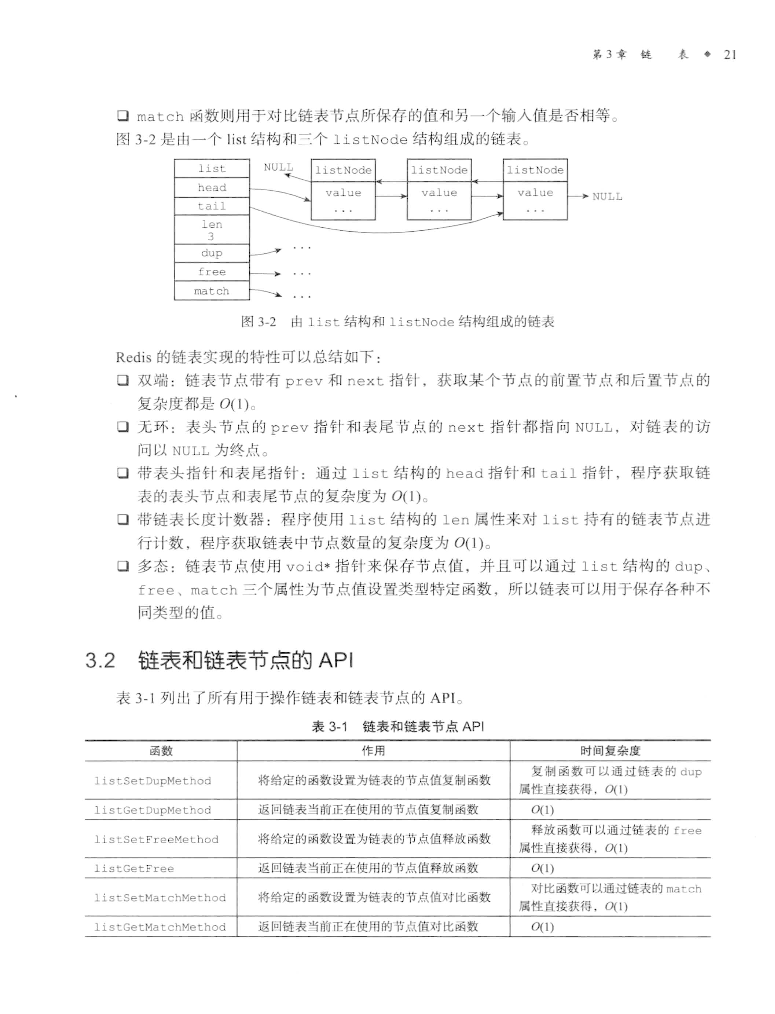 第3章 链 表 ◆ 21
❑ match 函数则用于对比链表节点所保存的值和另一个输入值是否相等。
图 3-2 是由一个 list 结构和三个 listNode 结构组成的链表。
list
head
tail
len
3
dup
free
match
NULL
listNode
value
...
listNode
value
...
listNode
value
...
NULL
...
...
...
图 3-2 由 list 结构和 listNode 结构组成的链表
Redis 的链表实现的特性可以总结如下：
❑ 双端：链表节点带有 prev 和 next 指针，获取某个节点的前置节点和后置节点的
复杂度都是 O(1)。
❑ 无环：表头节点的 prev 指针和表尾节点的 next 指针都指向 NULL，对链表的访
问以 NULL 为终点。
❑ 带表头指针和表尾指针：通过 list 结构的 head 指针和 tail 指针，程序获取链
表的表头节点和表尾节点的复杂度为 O(1)。
❑ 带链表长度计数器：程序使用 list 结构的 len 属性来对 list 持有的链表节点进
行计数，程序获取链表中节点数量的复杂度为 O(1)。
❑ 多态：链表节点使用 void* 指针来保存节点值，并且可以通过 list 结构的 dup、
free、match 三个属性为节点值设置类型特定函数，所以链表可以用于保存各种不
同类型的值。
3.2 链表和链表节点的 API
表 3-1 列出了所有用于操作链表和链表节点的 API。
表 3-1 链表和链表节点 API
函数 作用 时间复杂度
listSetDupMethod 将给定的函数设置为链表的节点值复制函数 复制函数可以通过链表的 dup
属性直接获得，O(1)
listGetDupMethod 返回链表当前正在使用的节点值复制函数 O(1)
listSetFreeMethod 将给定的函数设置为链表的节点值释放函数 释放函数可以通过链表的 free
属性直接获得，O(1)
listGetFree 返回链表当前正在使用的节点值释放函数 O(1)
listSetMatchMethod 将给定的函数设置为链表的节点值对比函数 对比函数可以通过链表的 match
属性直接获得，O(1)
listGetMatchMethod 返回链表当前正在使用的节点值对比函数 O(1)